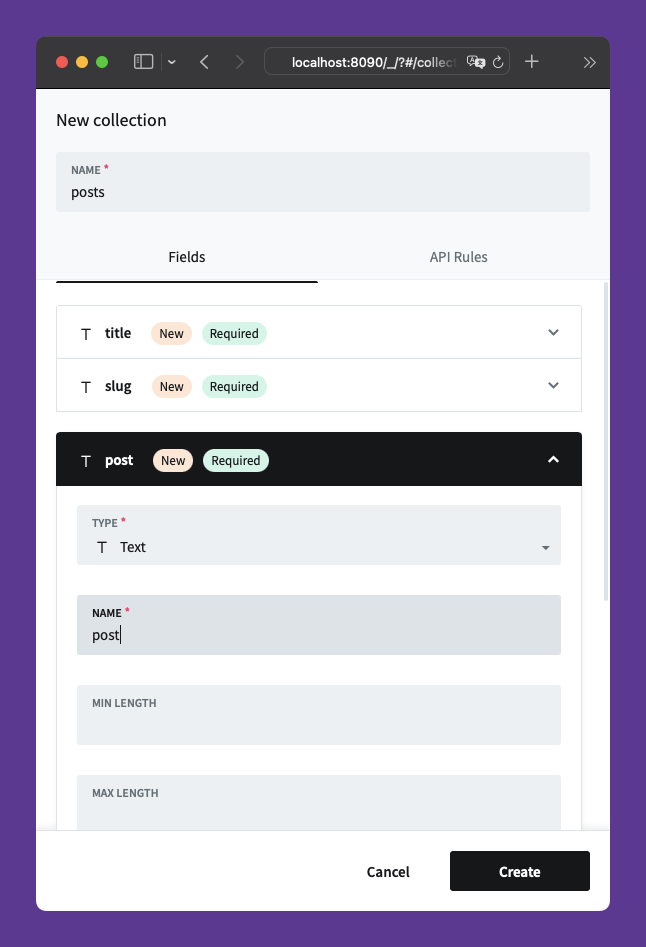 localhost:8090/_/?#/collec
New collection
NAME *
posts
Fields API Rules
T title New Required
T slug New Required
T post New Required
TYPE *
T Text
NAME *
post
MIN LENGTH
MAX LENGTH
Cancel Create